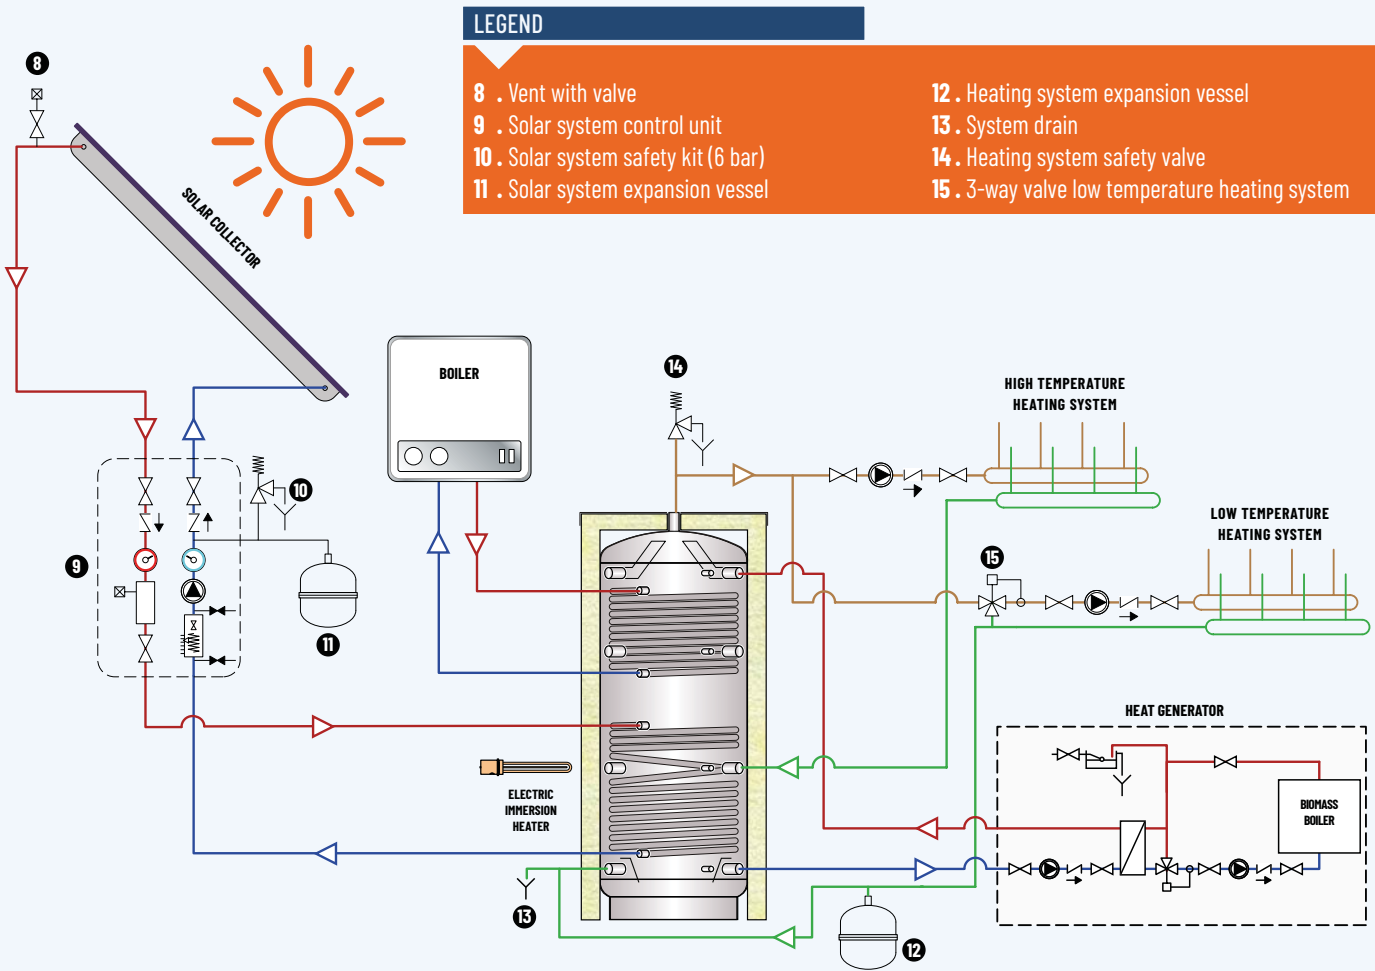 LEGEND
8 . Vent with valve
9 . Solar system control unit
10 . Solar system safety kit (6 bar)
11 . Solar system expansion vessel
12 . Heating system expansion vessel
13 . System drain
14 . Heating system safety valve
15 . 3-way valve low temperature heating system
8
SOLAR COLLECTOR
BOILER
14
HIGH TEMPERATURE
HEATING SYSTEM
10
LOW TEMPERATURE
HEATING SYSTEM
9
15
11
HEAT GENERATOR
ELECTRIC
IMMERSION
HEATER
BIOMASS
BOILER
13
12